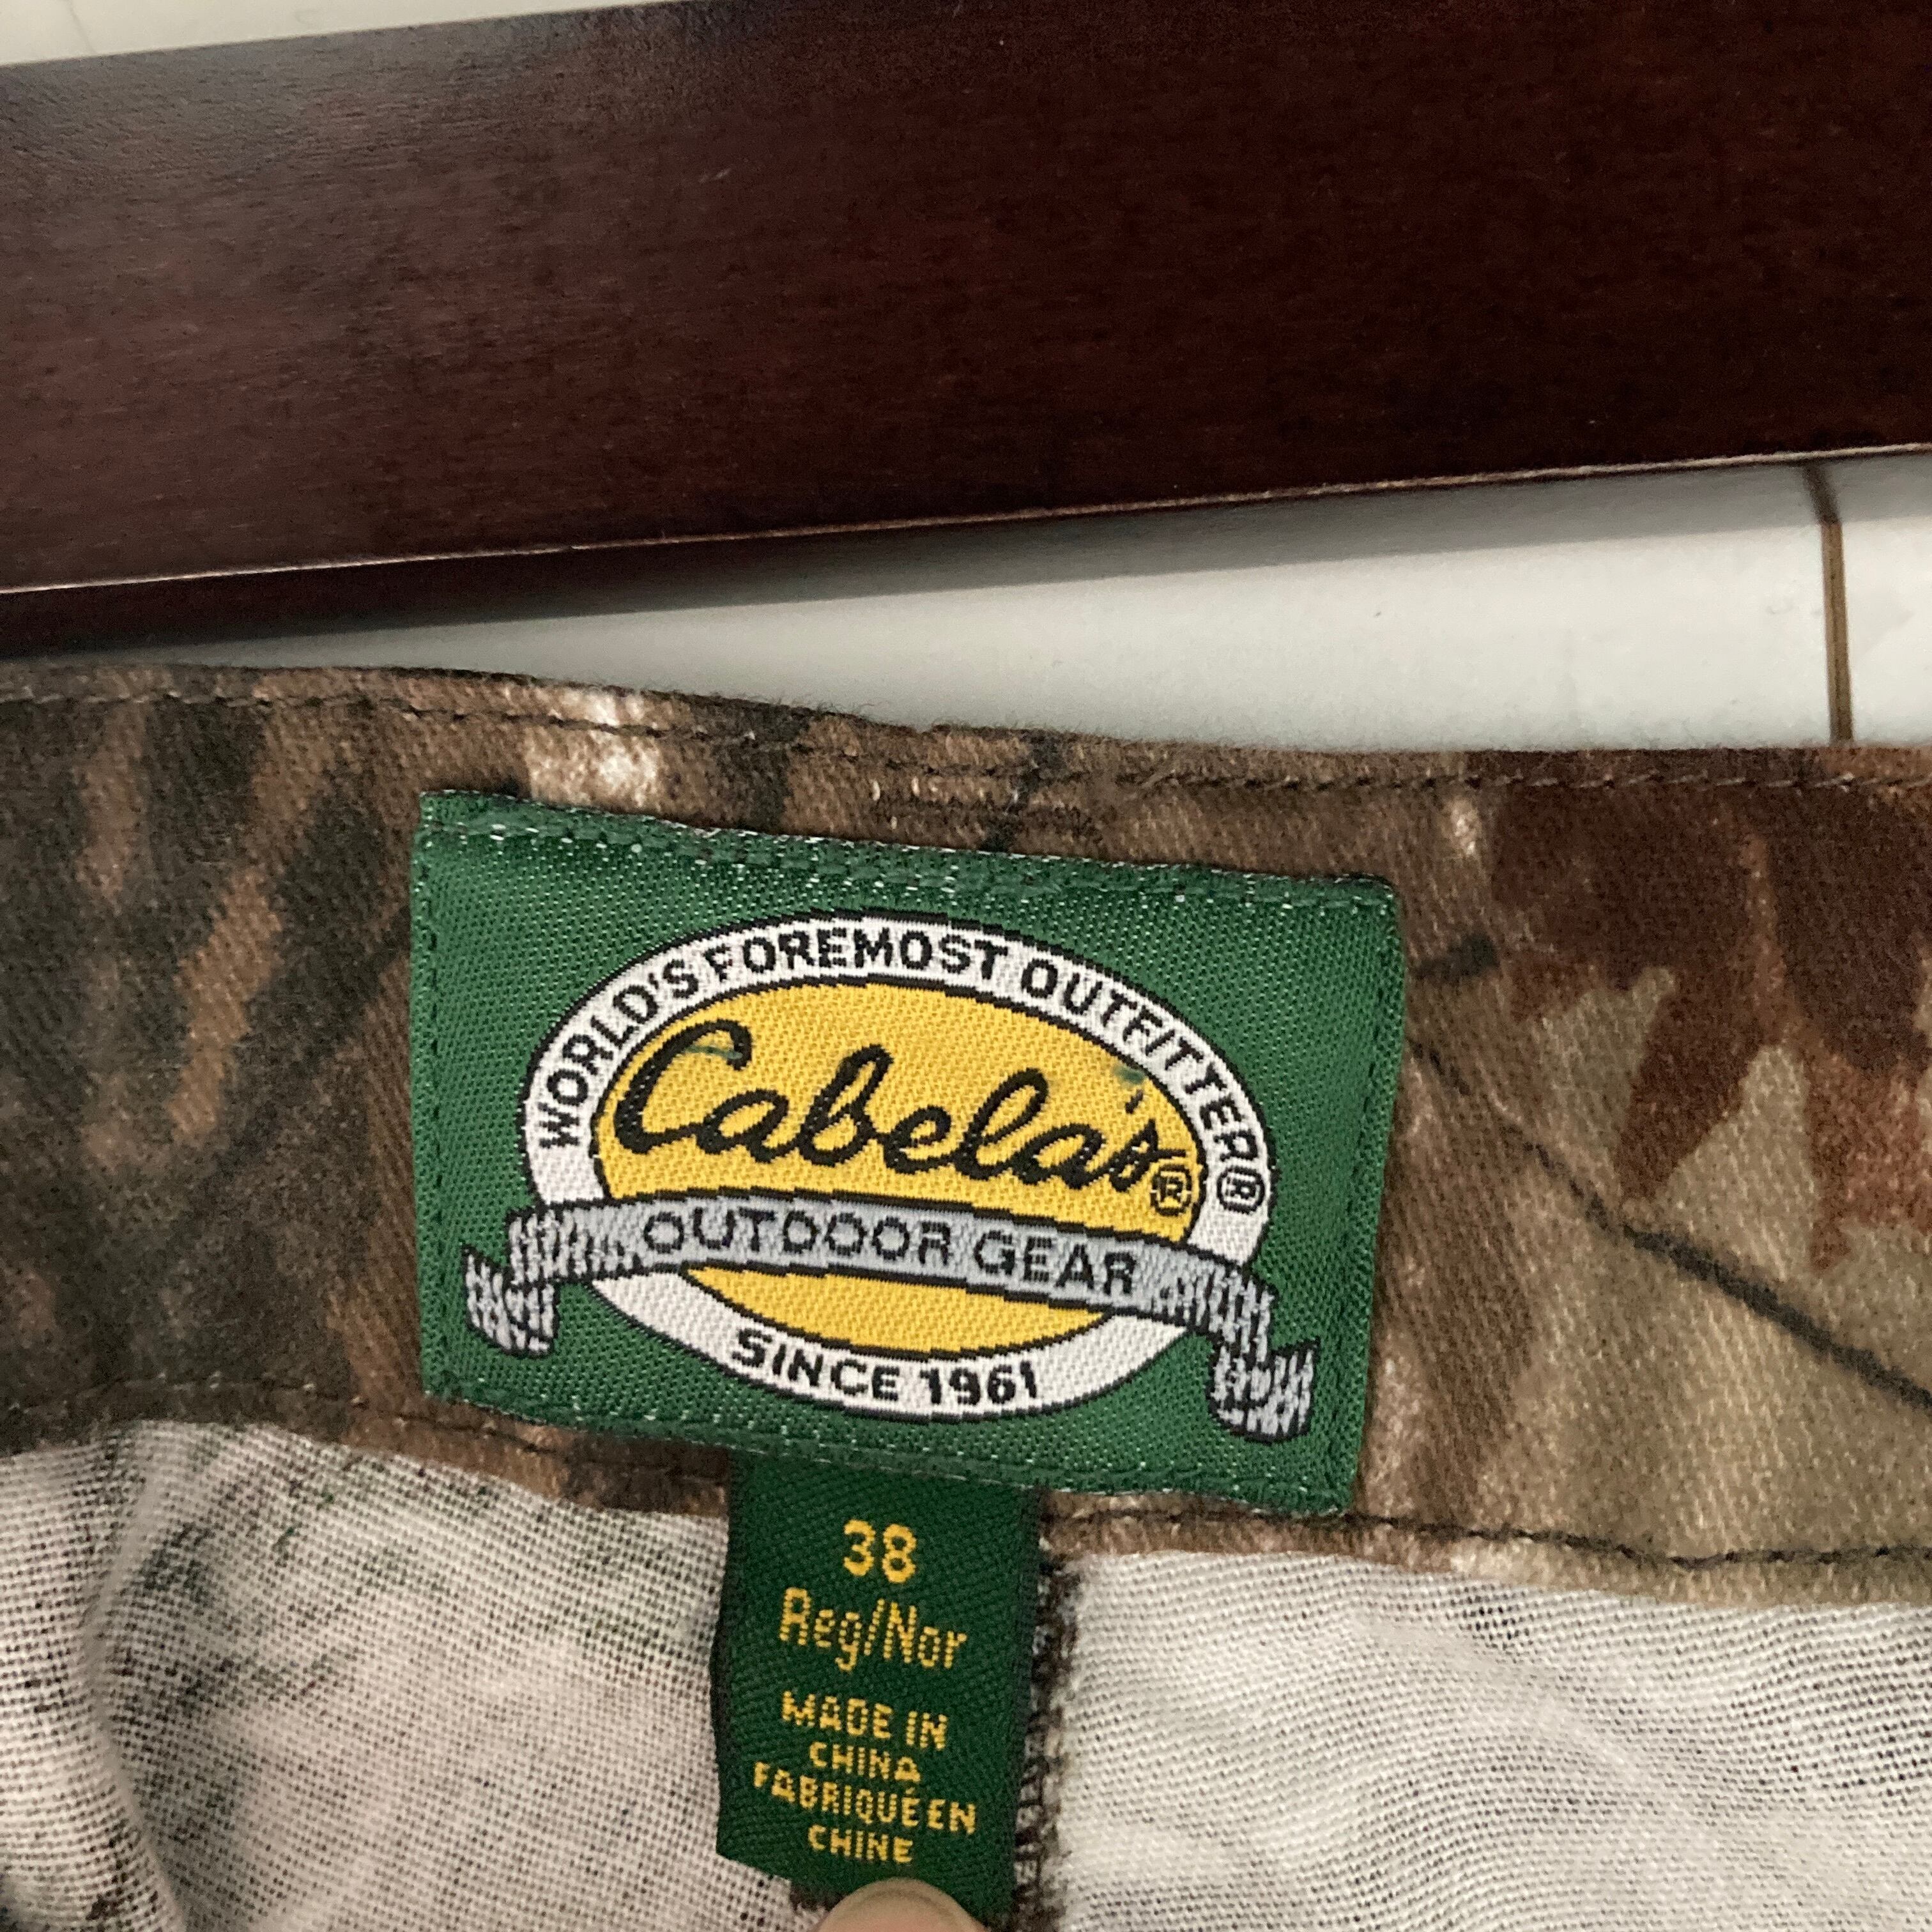 WORLD'S FOREMOST OUTFITTER®
Cabela's®
OUTDOOR GEAR
SINCE 1961
38
Reg/Nor
MADE IN
CHINA
FABRIQUÉ EN
CHINE